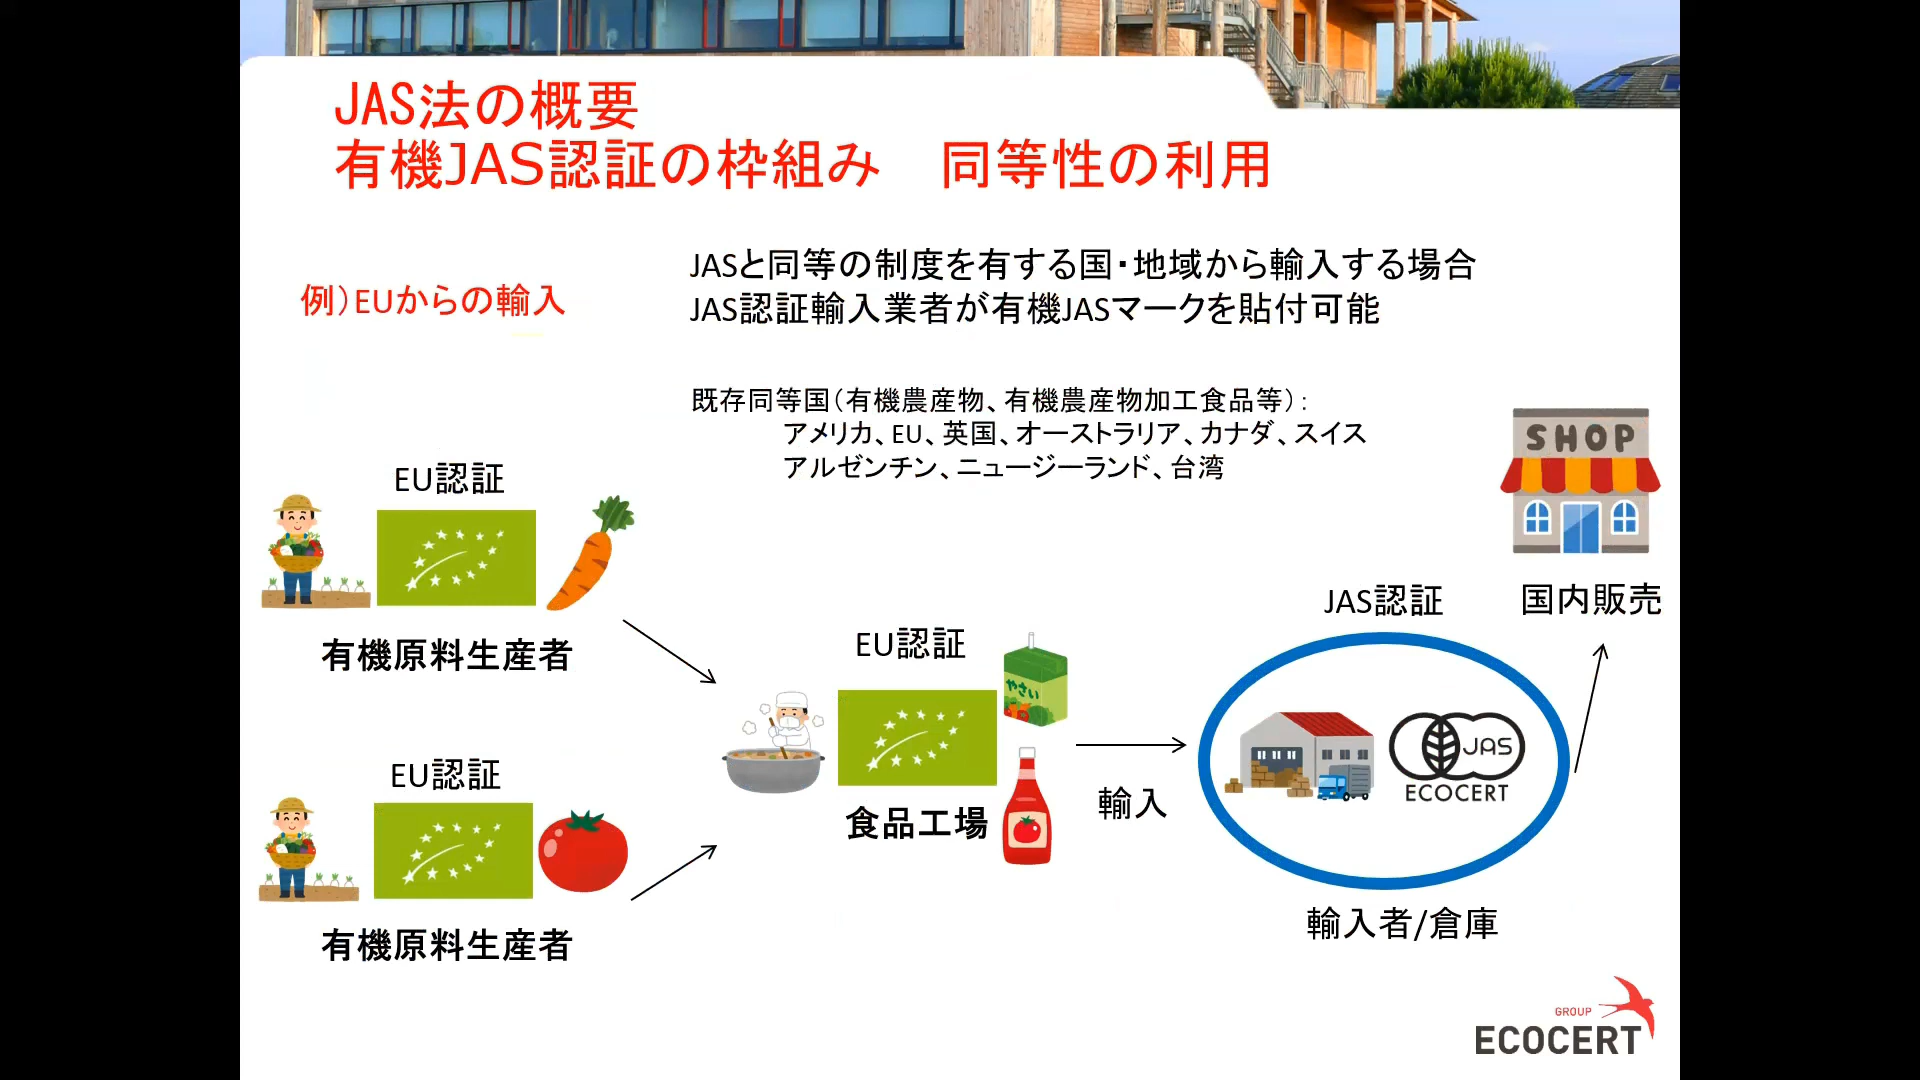 JAS法の概要
有機JAS認証の枠組み　同等性の利用
例）EUからの輸入
JASと同等の制度を有する国・地域から輸入する場合
JAS認証輸入業者が有機JASマークを貼付可能
既存同等国（有機農産物、有機農産物加工食品等）：
アメリカ、EU、英国、オーストラリア、カナダ、スイス
アルゼンチン、ニュージーランド、台湾
EU認証
有機原料生産者
EU認証
有機原料生産者
EU認証
やさい
食品工場
輸入
JAS認証
JAS
ECOCERT
輸入者/倉庫
SHOP
国内販売
GROUP
ECOCERT